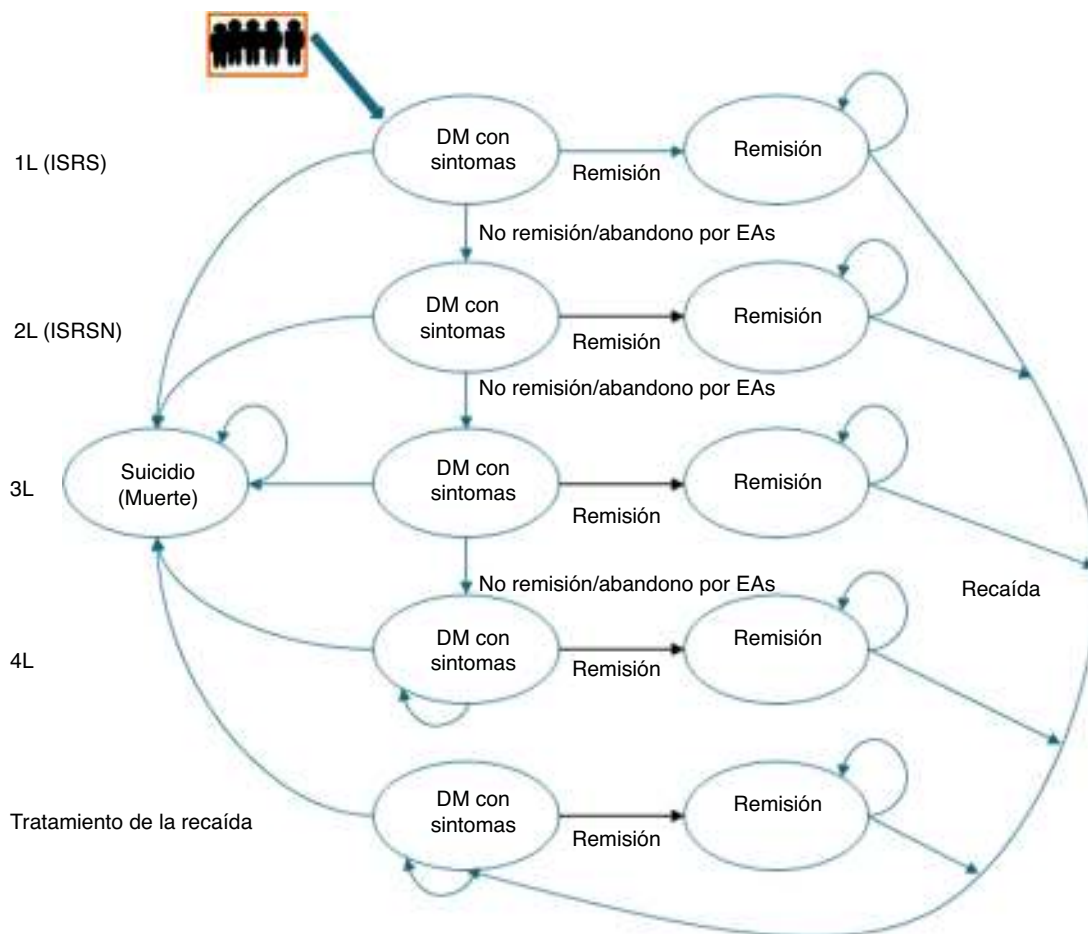 1L (ISRS)
DM con
sintomas
Remisión
Remisión
No remisión/abandono por EAs
2L (ISRSN)
DM con
sintomas
Remisión
Remisión
No remisión/abandono por EAs
3L
Suicidio
(Muerte)
DM con
sintomas
Remisión
Remisión
No remisión/abandono por EAs
Recaída
4L
DM con
sintomas
Remisión
Remisión
Tratamiento de la recaída
DM con
sintomas
Remisión
Remisión